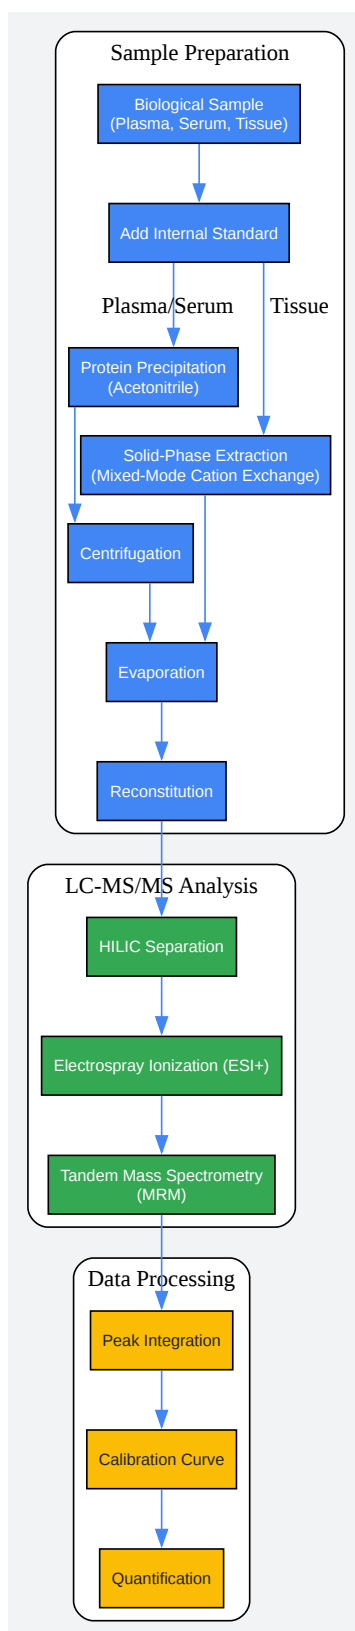 Sample Preparation
Biological Sample
(Plasma, Serum, Tissue)
Add Internal Standard
Plasma/Serum
Tissue
Protein Precipitation
(Acetonitrile)
Solid-Phase Extraction
(Mixed-Mode Cation Exchange)
Centrifugation
Evaporation
Reconstitution
LC-MS/MS Analysis
HILIC Separation
Electrospray Ionization (ESI+)
Tandem Mass Spectrometry
(MRM)
Data Processing
Peak Integration
Calibration Curve
Quantification